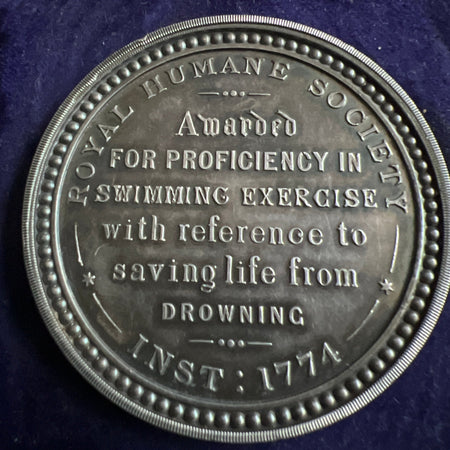 ROYAL HUMANE SOCIETY
Awarded
FOR PROFICIENCY IN
SWIMMING EXERCISE
with reference to
saving life from
DROWNING
INST: 1774